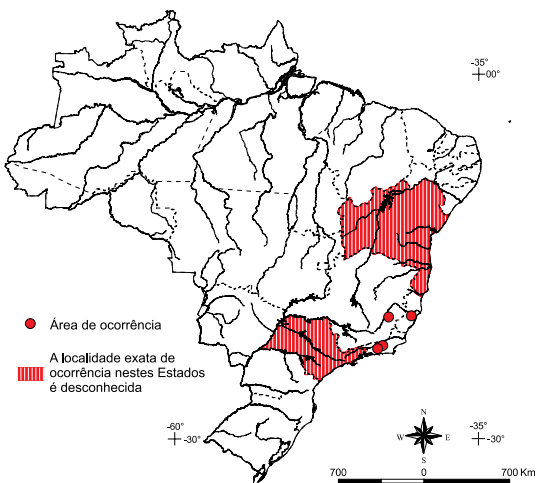 -35°
00°
Área de ocorrência
A localidade exata de
ocorrência nestes Estados
é desconhecida
-60°
-30°
-35°
-30°
N
W E
S
700 0 700 Km